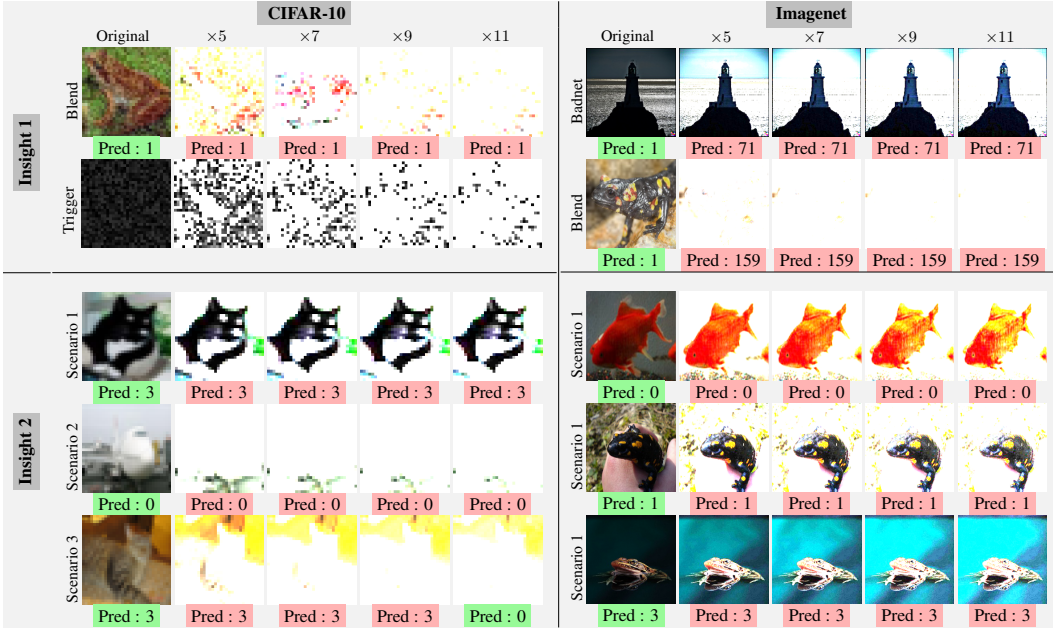 CIFAR-10
Original ×5 ×7 ×9 ×11
Insight 1
Blend
Pred : 1 Pred : 1 Pred : 1 Pred : 1 Pred : 1
Trigger
Insight 2
Scenario 1
Pred : 3 Pred : 3 Pred : 3 Pred : 3 Pred : 3
Scenario 2
Pred : 0 Pred : 0 Pred : 0 Pred : 0 Pred : 0
Scenario 3
Pred : 3 Pred : 3 Pred : 3 Pred : 3 Pred : 0
Imagenet
Original ×5 ×7 ×9 ×11
Badnet
Pred : 1 Pred : 71 Pred : 71 Pred : 71 Pred : 71
Blend
Pred : 1 Pred : 159 Pred : 159 Pred : 159 Pred : 159
Scenario 1
Pred : 0 Pred : 0 Pred : 0 Pred : 0 Pred : 0
Scenario 1
Pred : 1 Pred : 1 Pred : 1 Pred : 1 Pred : 1
Scenario 1
Pred : 3 Pred : 3 Pred : 3 Pred : 3 Pred : 3